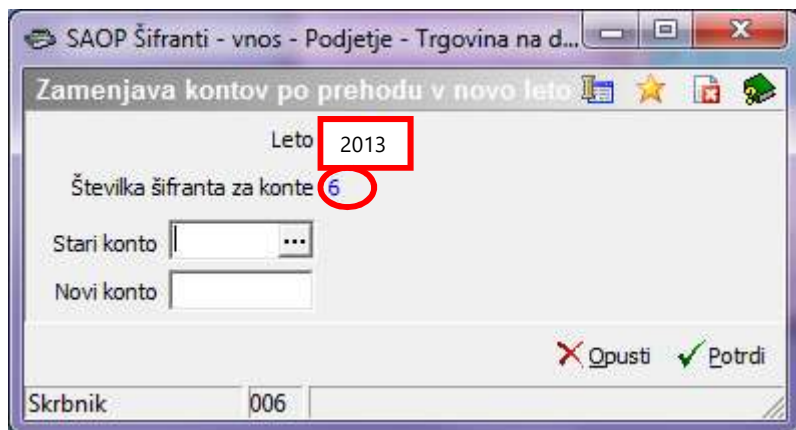 SAOP Šifranti - vnos - Podjetje - Trgovina na d...
Zamenjava kontov po prehodu v novo leto
Leto 2013
Številka šifranta za konte 6
Stari konto ...
Novi konto
Opusti Potrdi
Skrbnik 006